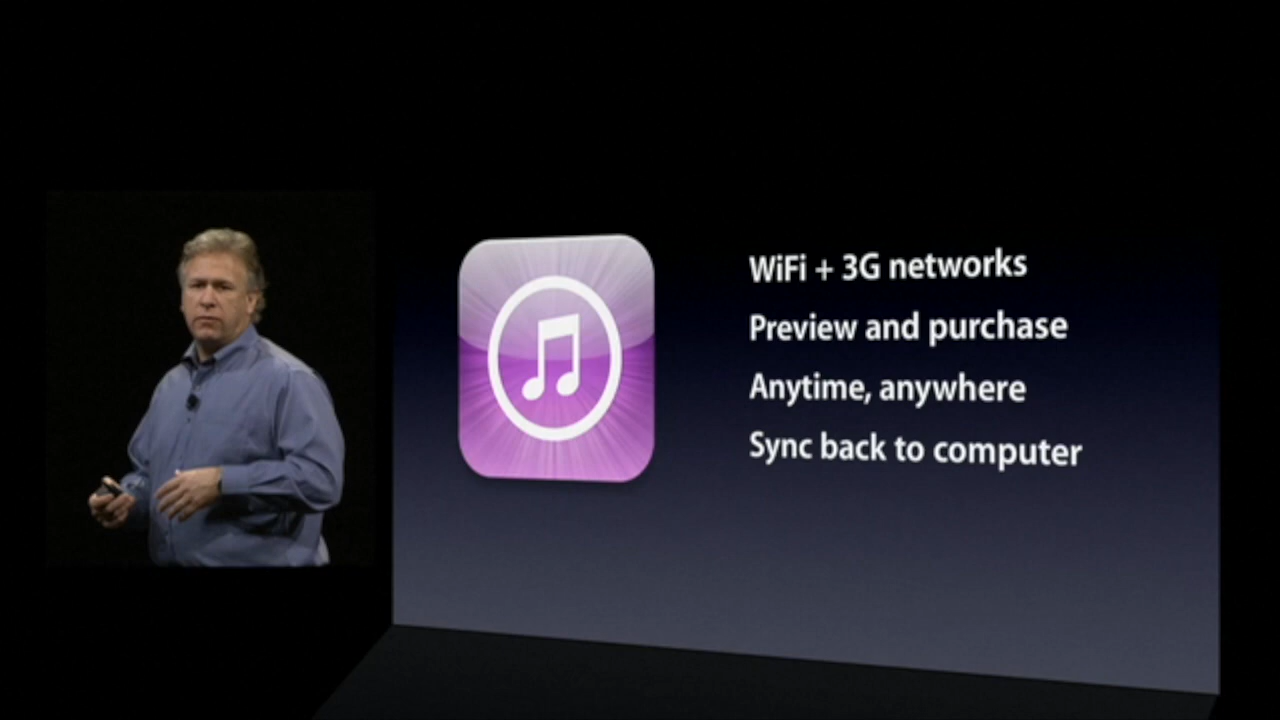 WiFi + 3G networks
Preview and purchase
Anytime, anywhere
Sync back to computer